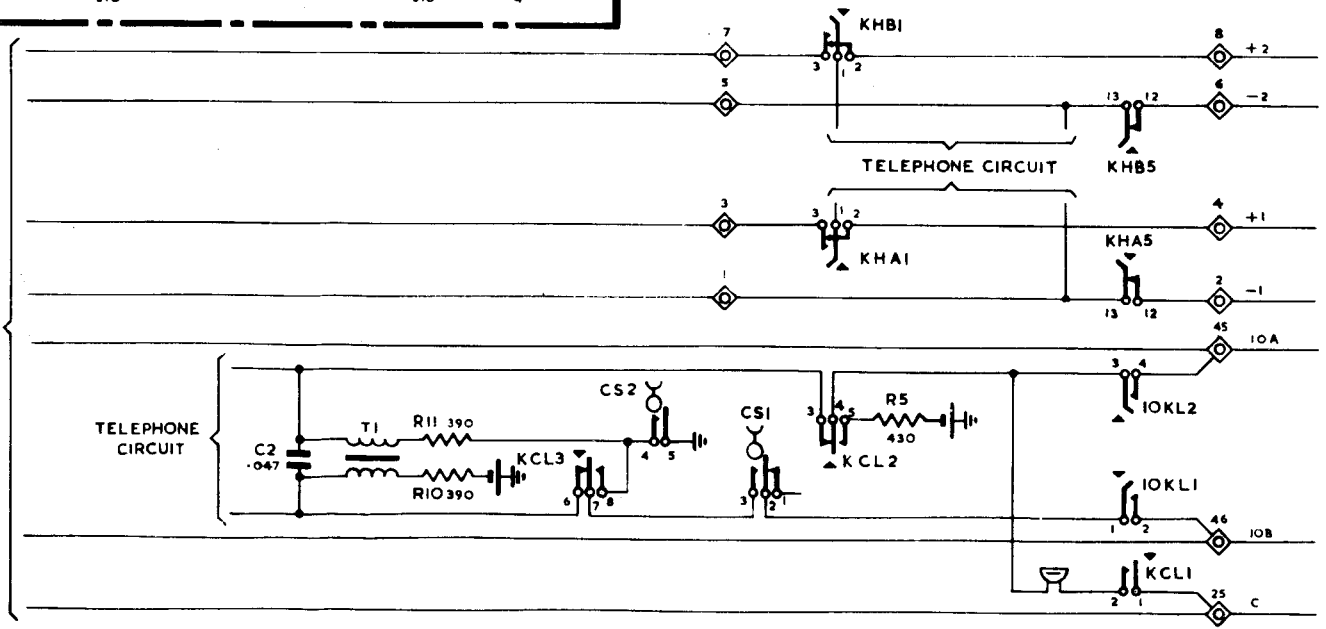 7 KHB1 8 +2
3 1 2
5 13 12 6 −2
KHB5
TELEPHONE CIRCUIT
3 3 1 2 4 +1
KHA1
KHA5
1 2 −1
13 12
45 10A
3 4
10KL2
TELEPHONE
CIRCUIT
C2
.047
T1
R11 390
R10 390
CS2
4 5
KCL3
6 7 8
CS1
3 2 1
3 4 5
KCL2
R5
430
10KL1
1 2
46 10B
KCL1
2 1
25 C